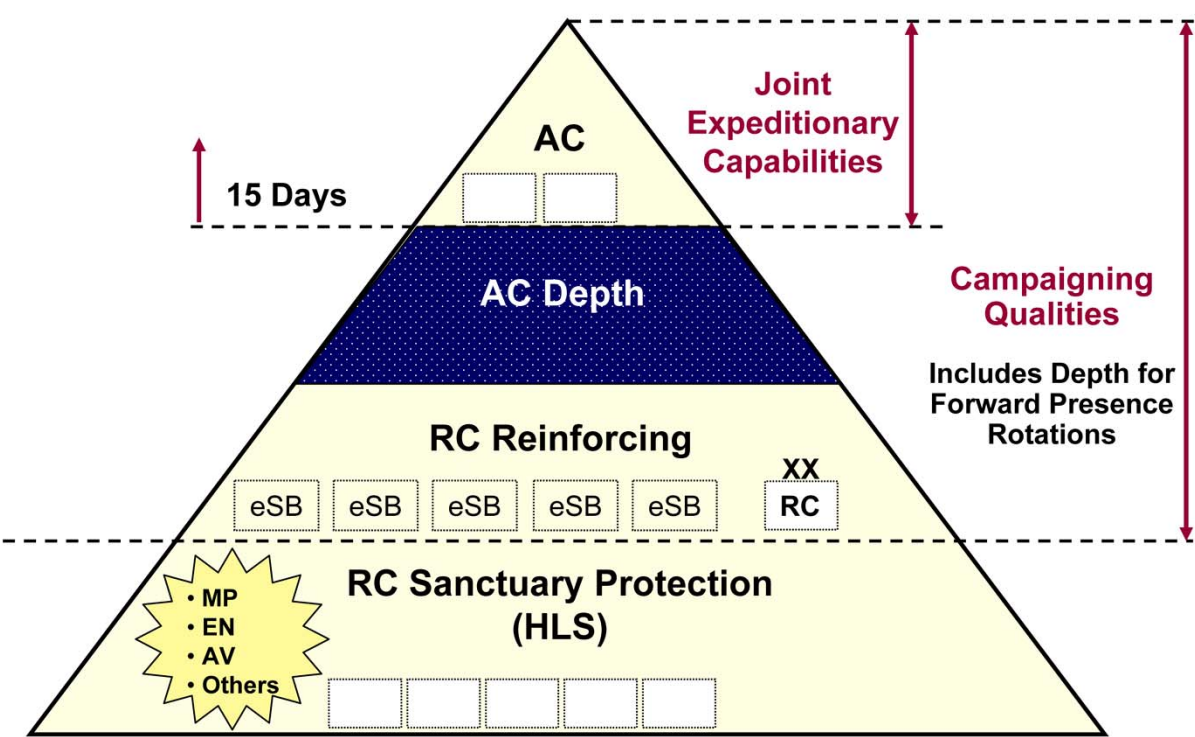 AC
Joint
Expeditionary
Capabilities
15 Days
AC Depth
Campaigning
Qualities
Includes Depth for
Forward Presence
Rotations
RC Reinforcing
XX
eSB eSB eSB eSB eSB RC
RC Sanctuary Protection
(HLS)
• MP
• EN
• AV
• Others